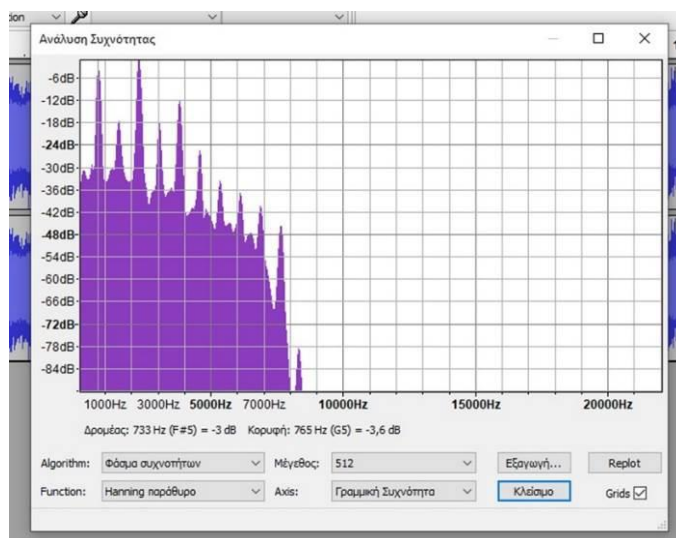 tion
Ανάλυση Συχνότητας
-6dB
-12dB
-18dB
-24dB
-30dB
-36dB
-42dB
-48dB
-54dB
-60dB
-66dB
-72dB
-78dB
-84dB
1000Hz 3000Hz 5000Hz 7000Hz 10000Hz 15000Hz 20000Hz
Δρομέας: 733 Hz (F#5) = -3 dB Κορυφή: 765 Hz (G5) = -3,6 dB
Algorithm: Φάσμα συχνοτήτων Μέγεθος: 512 Εξαγωγή... Replot
Function: Hanning παράθυρο Axis: Γραμμική Συχνότητα Κλείσιμο Grids